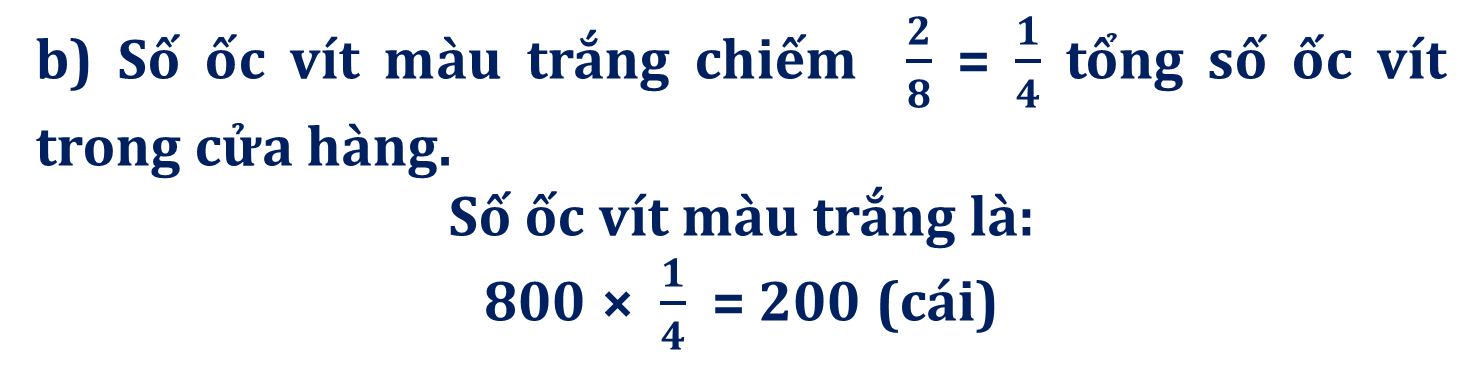 b) Số ốc vít màu trắng chiếm 2/8 = 1/4 tổng số ốc vít
trong cửa hàng.
Số ốc vít màu trắng là:
800 × 1/4 = 200 (cái)